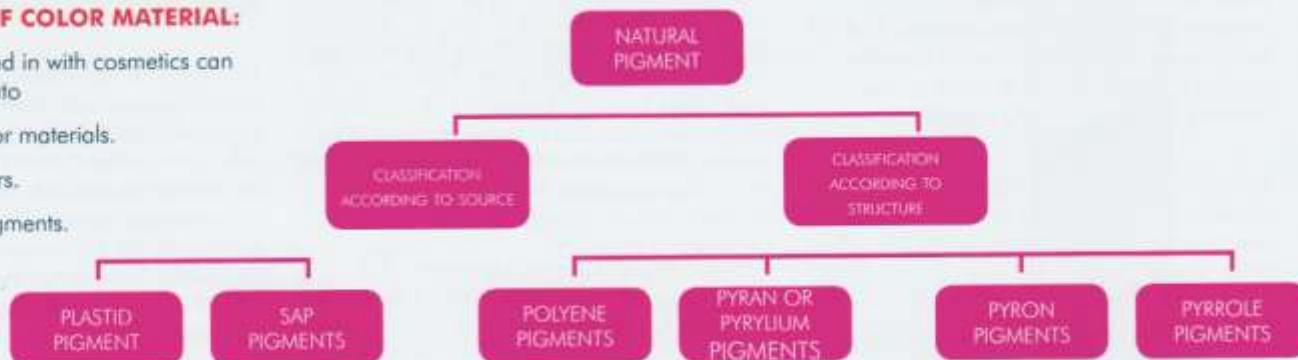 F COLOR MATERIAL:
d in with cosmetics can
to
or materials.
rs.
gments.
NATURAL
PIGMENT
CLASSIFICATION
ACCORDING TO SOURCE
CLASSIFICATION
ACCORDING TO
STRUCTURE
PLASTID
PIGMENT
SAP
PIGMENTS
POLYENE
PIGMENTS
PYRAN OR
PYRYLIUM
PIGMENTS
PYRON
PIGMENTS
PYRROLE
PIGMENTS